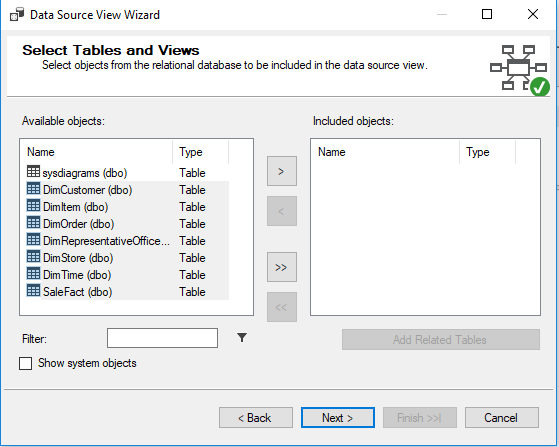 Data Source View Wizard
Select Tables and Views
Select objects from the relational database to be included in the data source view.
Available objects:
Included objects:
Name Type
Name Type
sysdiagrams (dbo) Table
DimCustomer (dbo) Table
DimItem (dbo) Table
DimOrder (dbo) Table
DimRepresentativeOffice... Table
DimStore (dbo) Table
DimTime (dbo) Table
SaleFact (dbo) Table
>
<
>>
<<
Filter:
Add Related Tables
Show system objects
< Back Next > Finish >>| Cancel